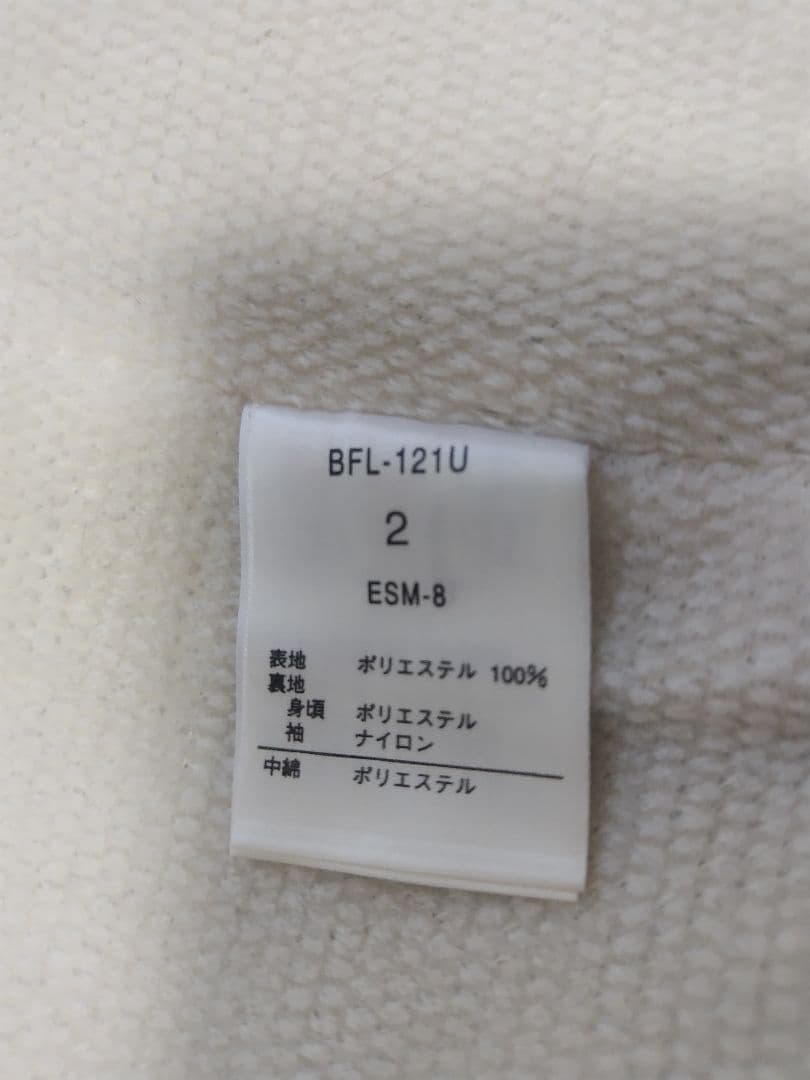 BFL-121U
2
ESM-8
表地 ポリエステル 100%
裏地
身頃 ポリエステル
袖 ナイロン
中綿 ポリエステル